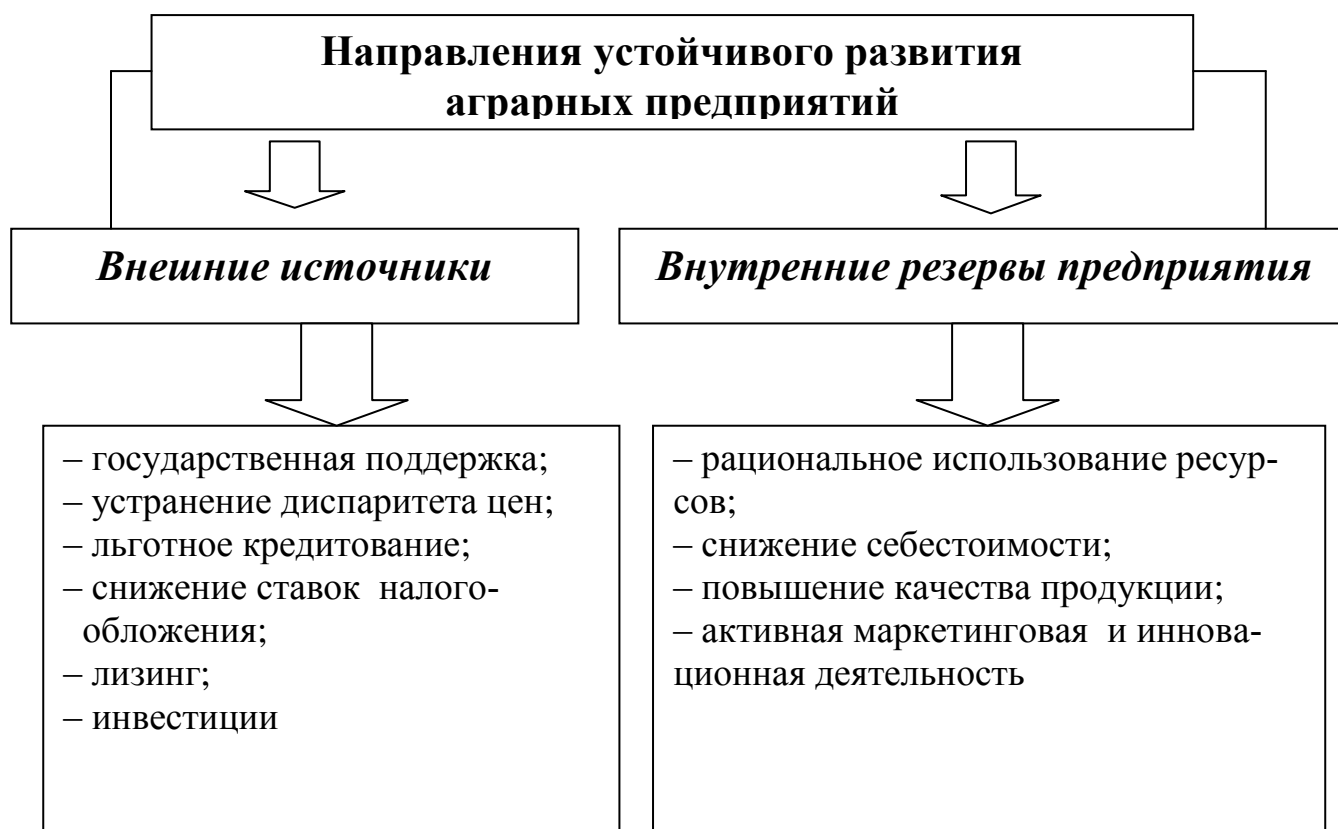 Направления устойчивого развития
аграрных предприятий
Внешние источники
Внутренние резервы предприятия
– государственная поддержка;
– устранение диспаритета цен;
– льготное кредитование;
– снижение ставок  налого-
обложения;
– лизинг;
– инвестиции
– рациональное использование ресур-
сов;
– снижение себестоимости;
– повышение качества продукции;
– активная маркетинговая  и иннова-
ционная деятельность